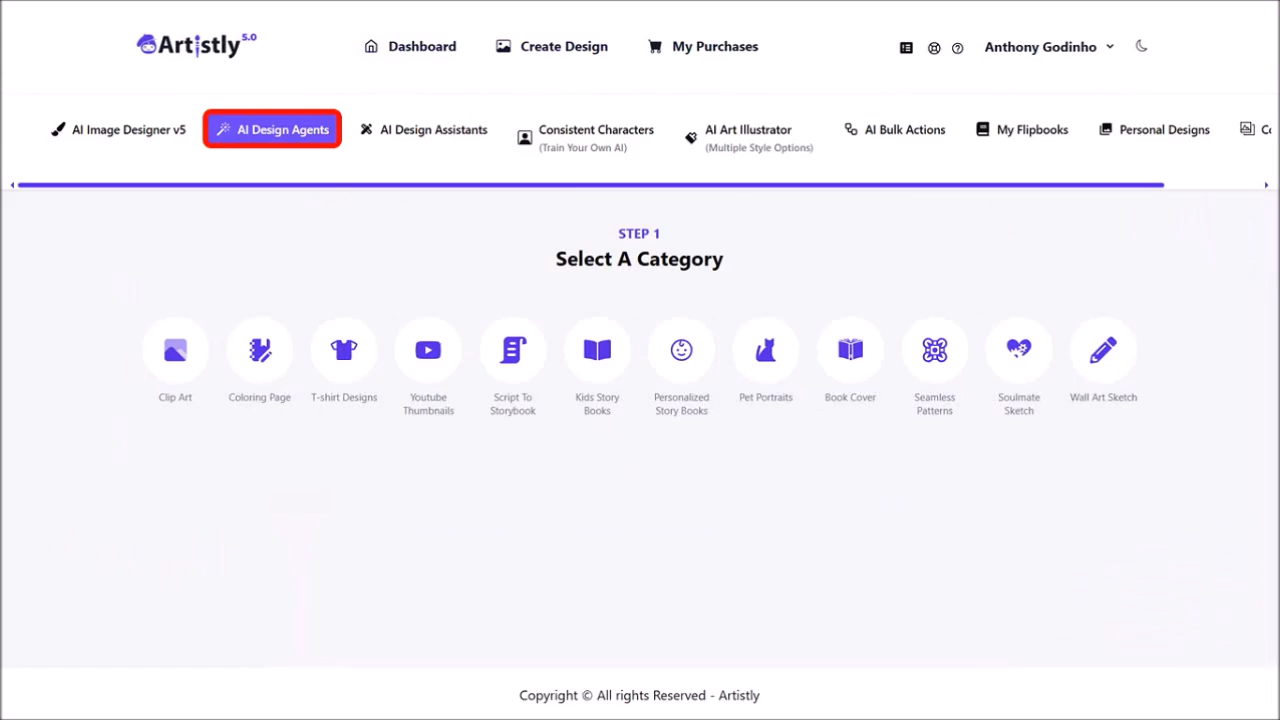 Artistly 5.0
Dashboard
Create Design
My Purchases
Anthony Godinho
AI Image Designer v5
AI Design Agents
AI Design Assistants
Consistent Characters
(Train Your Own AI)
AI Art Illustrator
(Multiple Style Options)
AI Bulk Actions
My Flipbooks
Personal Designs
STEP 1
Select A Category
Clip Art
Coloring Page
T-shirt Designs
Youtube
Thumbnails
Script To
Storybook
Kids Story
Books
Personalized
Story Books
Pet Portraits
Book Cover
Seamless
Patterns
Soulmate
Sketch
Wall Art Sketch
Copyright © All rights Reserved - Artistly